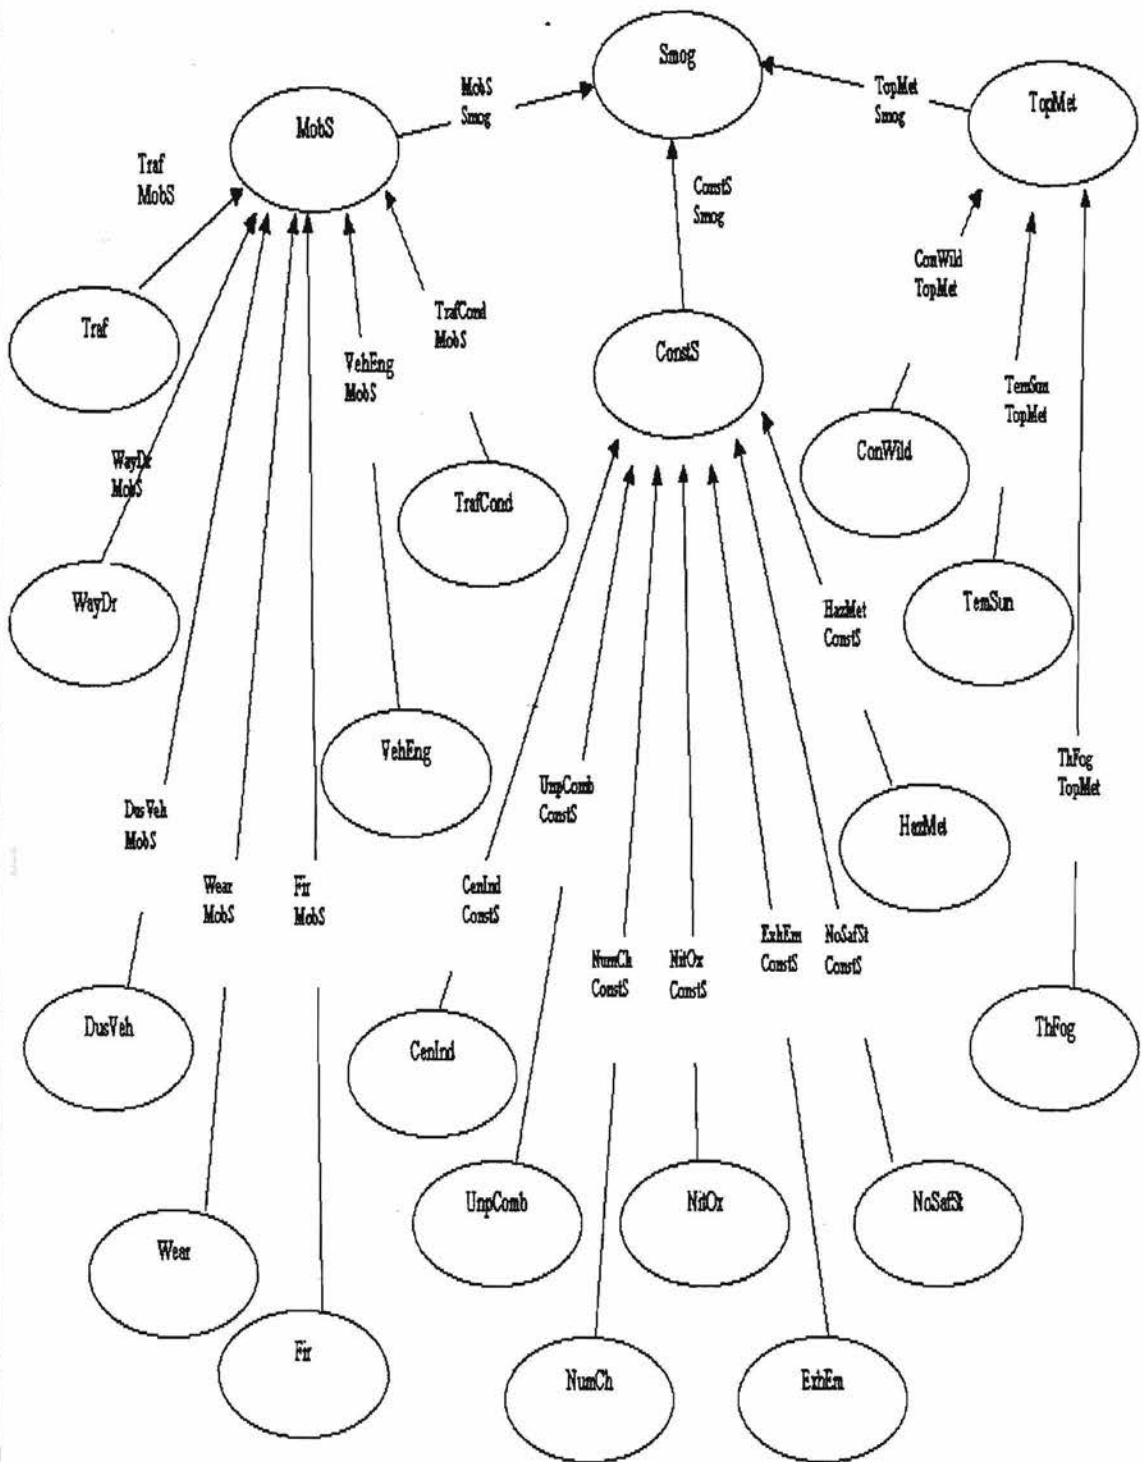 Smog
MobS
Smog
TopMet
Smog
TopMet
MobS
Traf
MobS
ConstS
Smog
ConWild
TopMet
Traf
TrafCond
MobS
VehEng
MobS
ConstS
TemSun
TopMet
ConWild
WayDr
MobS
TrafCond
WayDr
TemSun
HazMet
ConstS
VehEng
UnpComb
ConstS
ThFog
TopMet
DusVeh
MobS
HazMet
Wear
MobS
Fir
MobS
CenInd
ConstS
NumCh
ConstS
NitOx
ConstS
ExhEm
ConstS
NoSafSt
ConstS
DusVeh
CenInd
ThFog
UnpComb
NitOx
NoSafSt
Wear
Fir
NumCh
ExhEm